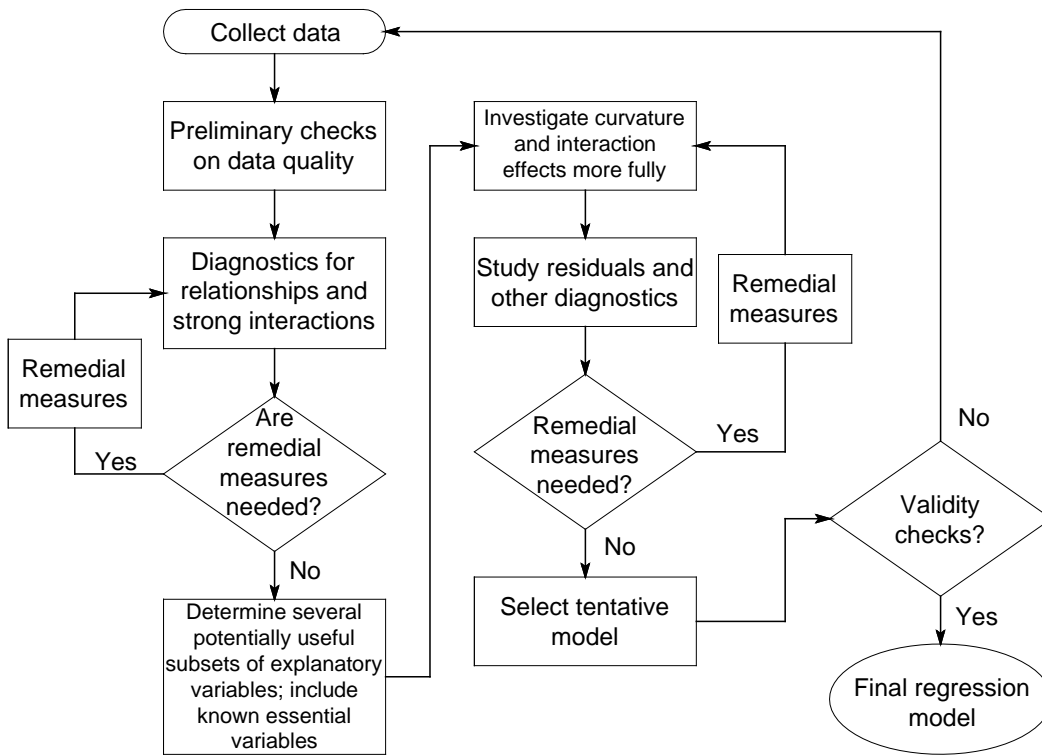 Collect data
Preliminary checks
on data quality
Diagnostics for
relationships and
strong interactions
Remedial
measures
Are
remedial
measures
needed?
Yes
No
Determine several
potentially useful
subsets of explanatory
variables; include
known essential
variables
Investigate curvature
and interaction
effects more fully
Study residuals and
other diagnostics
Remedial
measures
Remedial
measures needed?
Yes
No
Select tentative
model
Validity
checks?
No
Yes
Final regression
model